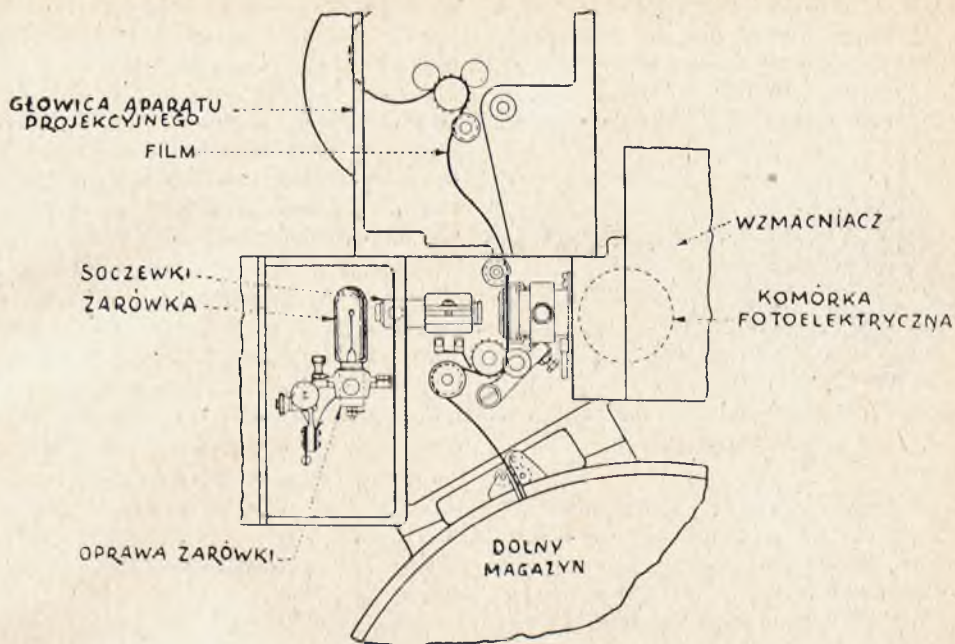 GŁOWICA APARATU
PROJEKCYJNEGO
FILM
WZMACNIACZ
SOCZEWKI
ŻARÓWKA
KOMÓRKA
FOTOELEKTRYCZNA
OPRAWA ŻARÓWKI
DOLNY
MAGAZYN